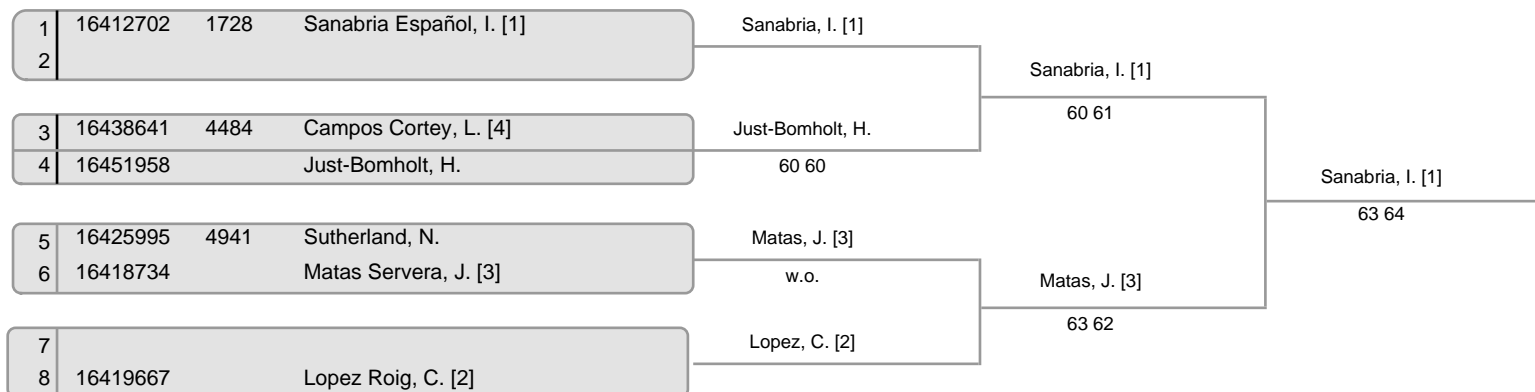 1 16412702 1728 Sanabria Español, I. [1]
2
3 16438641 4484 Campos Cortey, L. [4]
4 16451958 Just-Bomholt, H.
5 16425995 4941 Sutherland, N.
6 16418734 Matas Servera, J. [3]
7
8 16419667 Lopez Roig, C. [2]
Sanabria, I. [1]
Just-Bomholt, H.
60 60
Matas, J. [3]
w.o.
Lopez, C. [2]
Sanabria, I. [1]
60 61
Matas, J. [3]
63 62
Sanabria, I. [1]
63 64